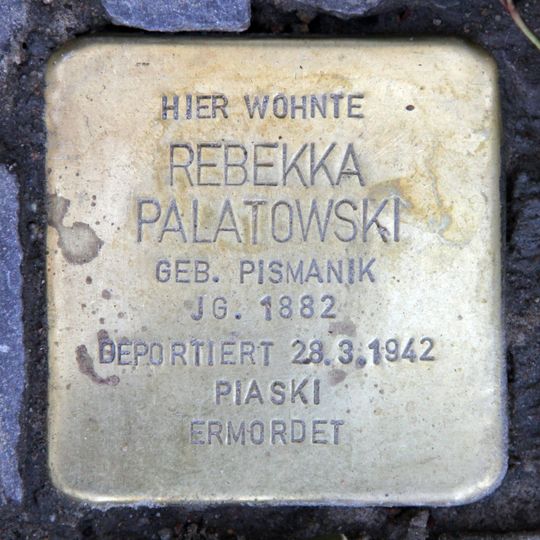 HIER WOHNTE
REBEKKA
PALATOWSKI
GEB. PISMANIK
JG. 1882
DEPORTIERT 28.3.1942
PIASKI
ERMORDET